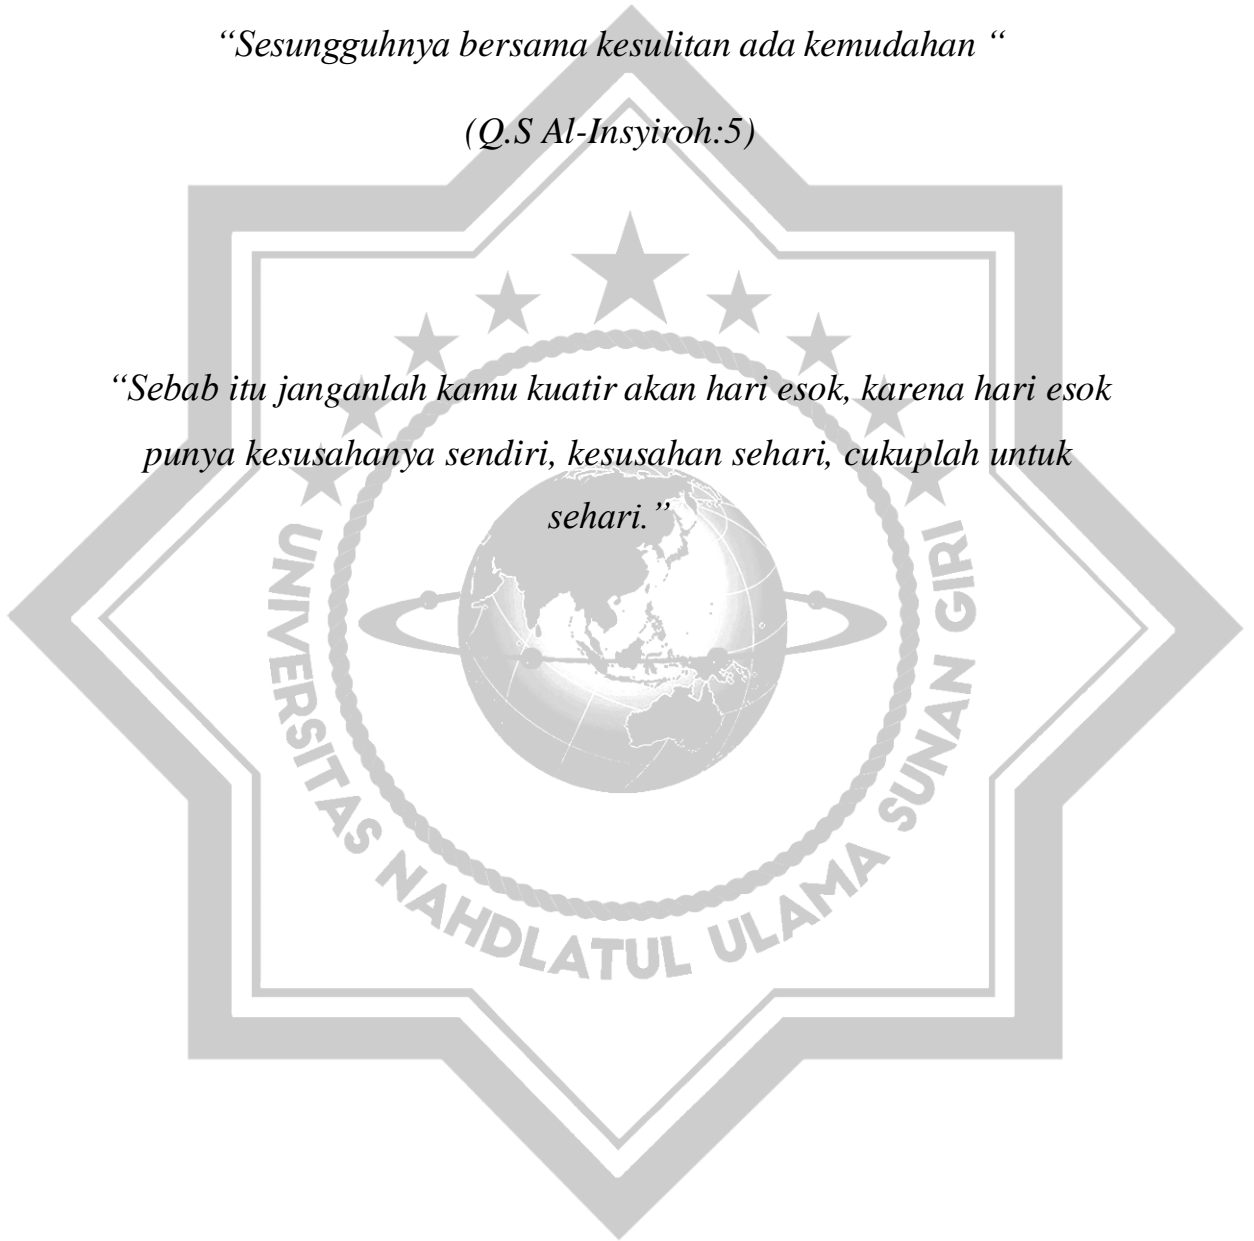 “Sesungguhnya bersama kesulitan ada kemudahan “
(Q.S Al-Insyiroh:5)
“Sebab itu janganlah kamu kuatir akan hari esok, karena hari esok
punya kesusahanya sendiri, kesusahan sehari, cukuplah untuk
sehari.”
UNIVERSITAS NAHDLATUL ULAMA SUNAN GIRI